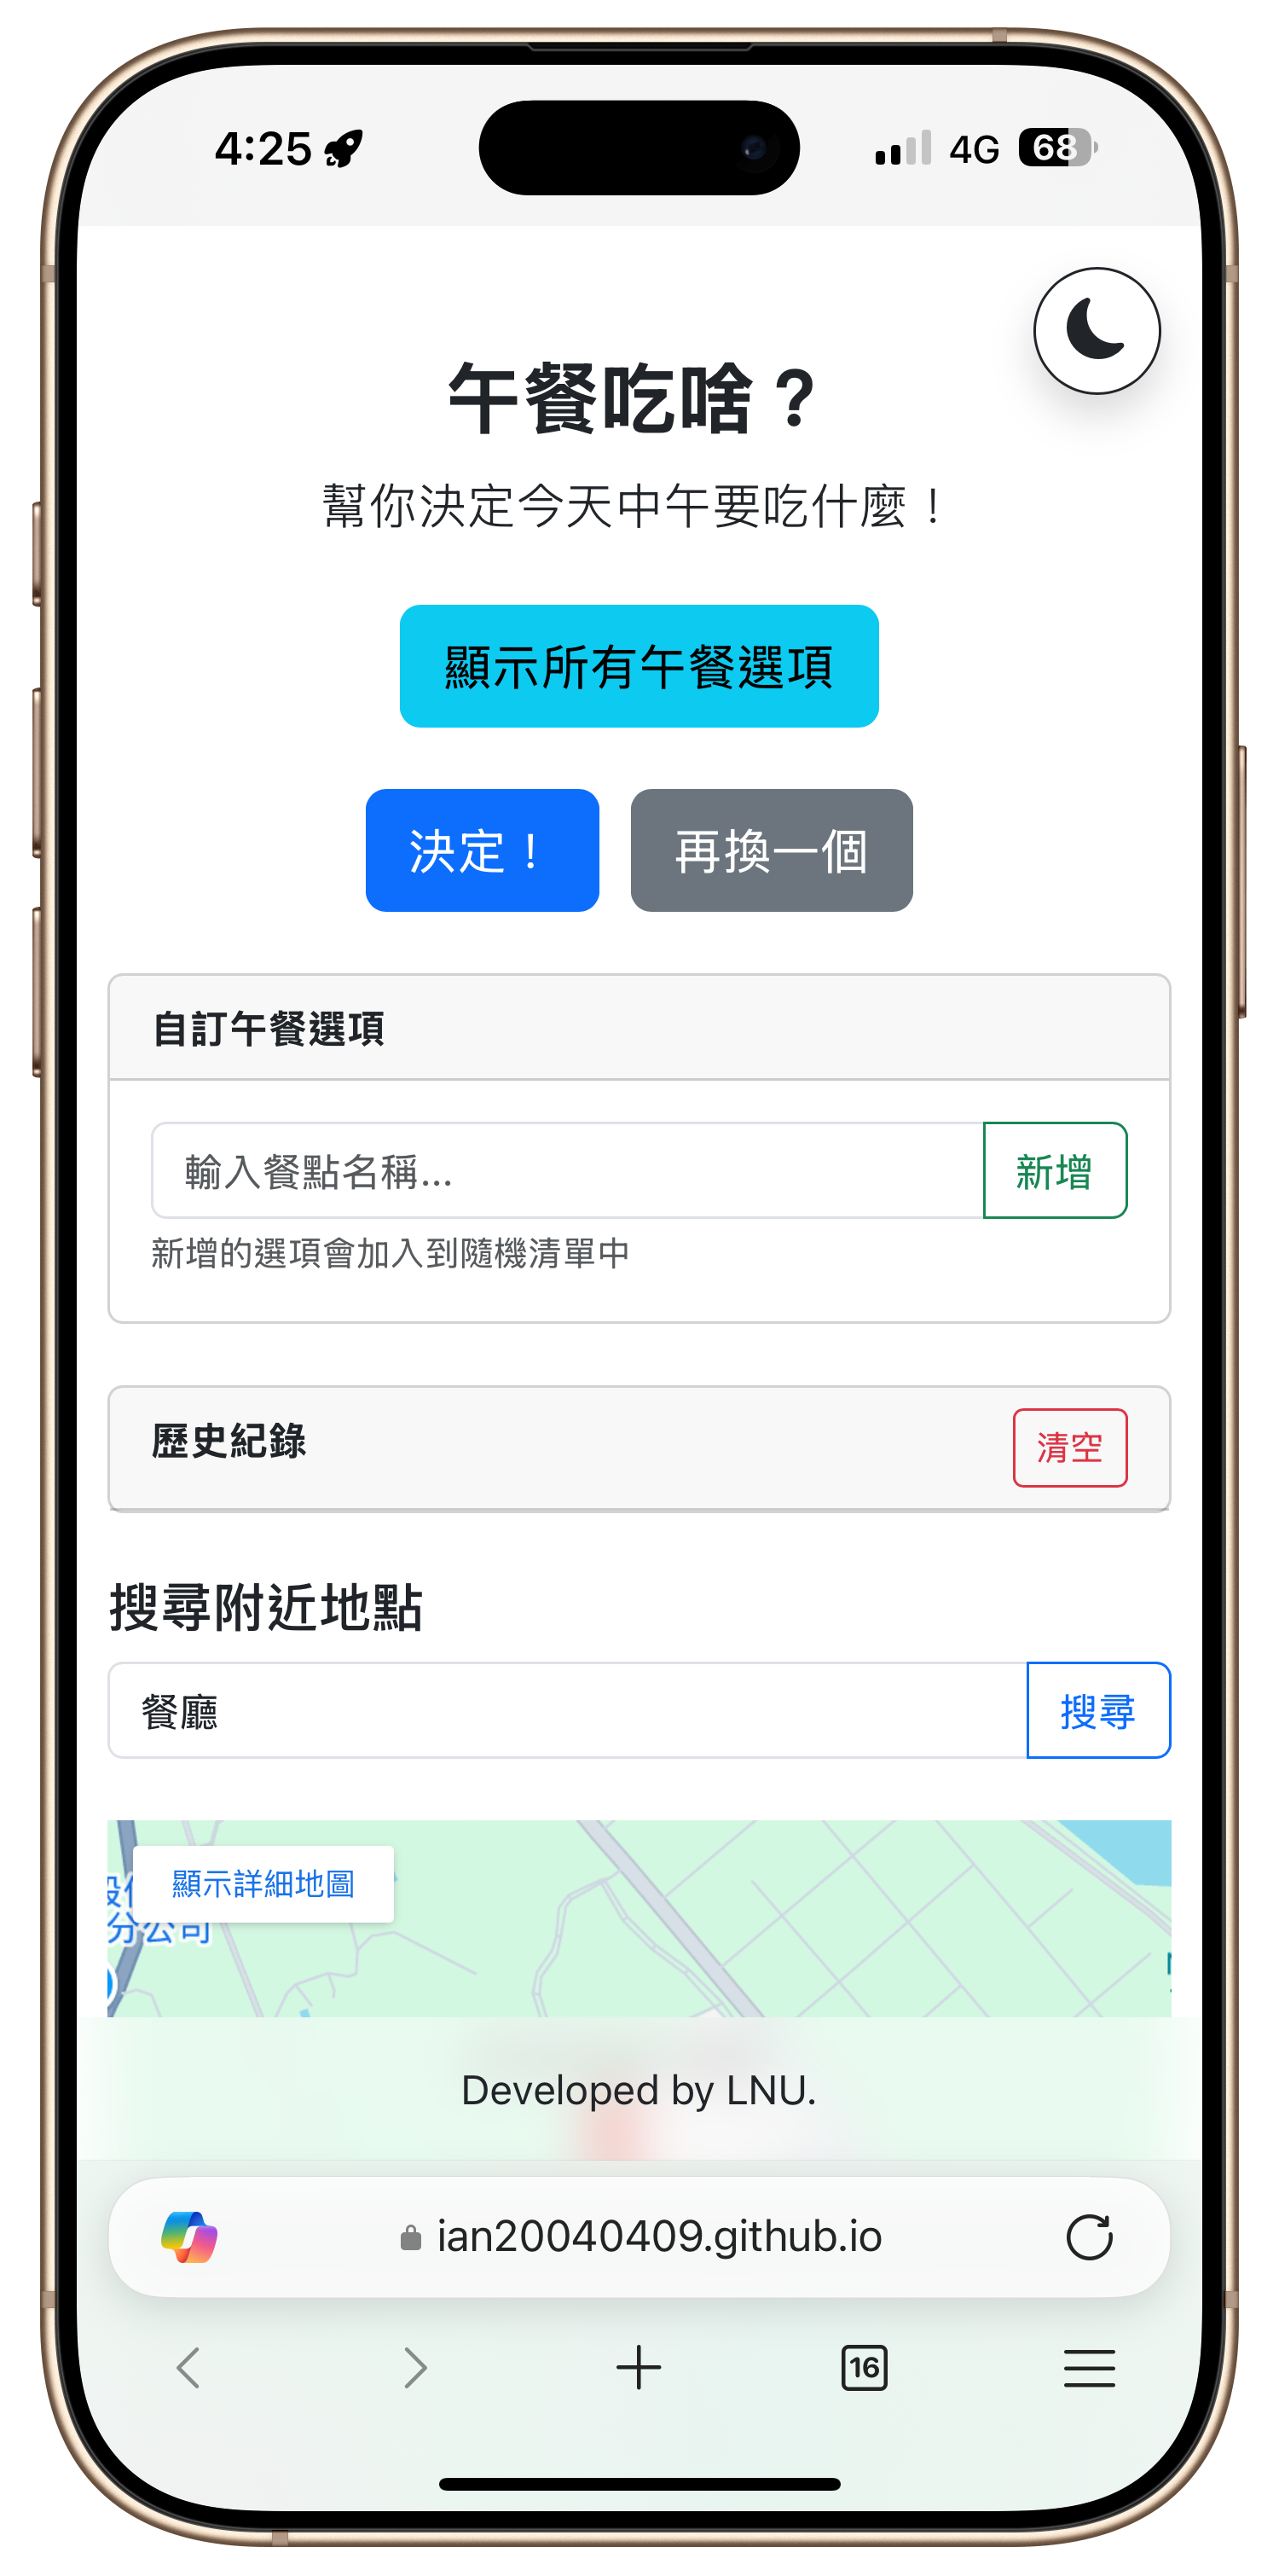 4:25
4G
68
午餐吃啥？
幫你決定今天中午要吃什麼！
顯示所有午餐選項
決定！
再換一個
自訂午餐選項
輸入餐點名稱...
新增
新增的選項會加入到隨機清單中
歷史紀錄
清空
搜尋附近地點
餐廳
搜尋
顯示詳細地圖
分公司
Developed by LNU.
ian20040409.github.io
16